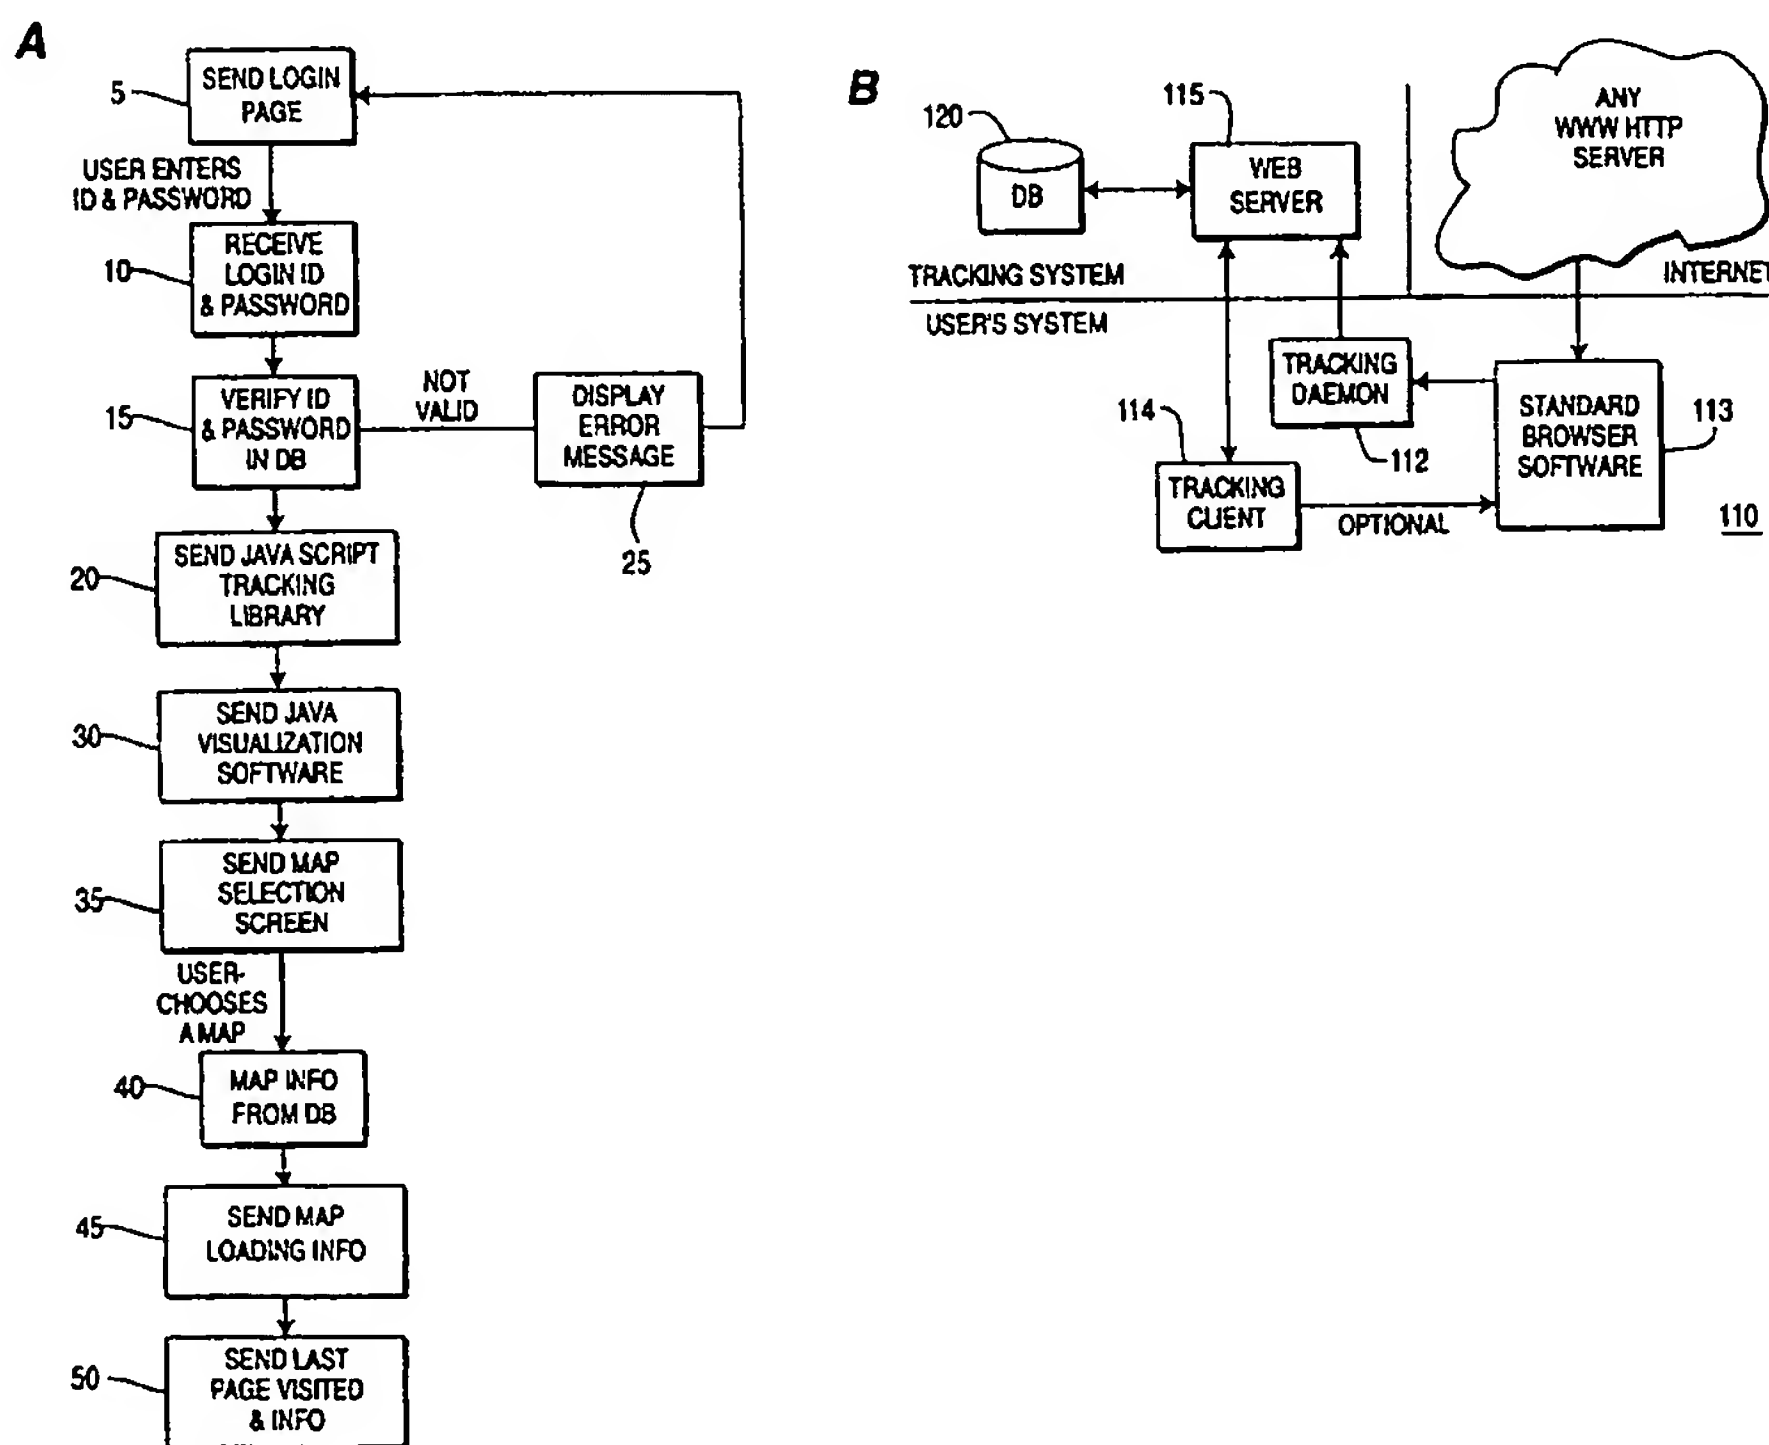 A
5
SEND LOGIN
PAGE
USER ENTERS
ID & PASSWORD
10
RECEIVE
LOGIN ID
& PASSWORD
15
VERIFY ID
& PASSWORD
IN DB
NOT
VALID
DISPLAY
ERROR
MESSAGE
25
20
SEND JAVA SCRIPT
TRACKING
LIBRARY
30
SEND JAVA
VISUALIZATION
SOFTWARE
35
SEND MAP
SELECTION
SCREEN
USER-
CHOOSES
A MAP
40
MAP INFO
FROM DB
45
SEND MAP
LOADING INFO
50
SEND LAST
PAGE VISITED
& INFO
B
120
DB
115
WEB
SERVER
ANY
WWW HTTP
SERVER
TRACKING SYSTEM
INTERNET
USER'S SYSTEM
TRACKING
DAEMON
112
114
TRACKING
CLIENT
OPTIONAL
STANDARD
BROWSER
SOFTWARE
113
110